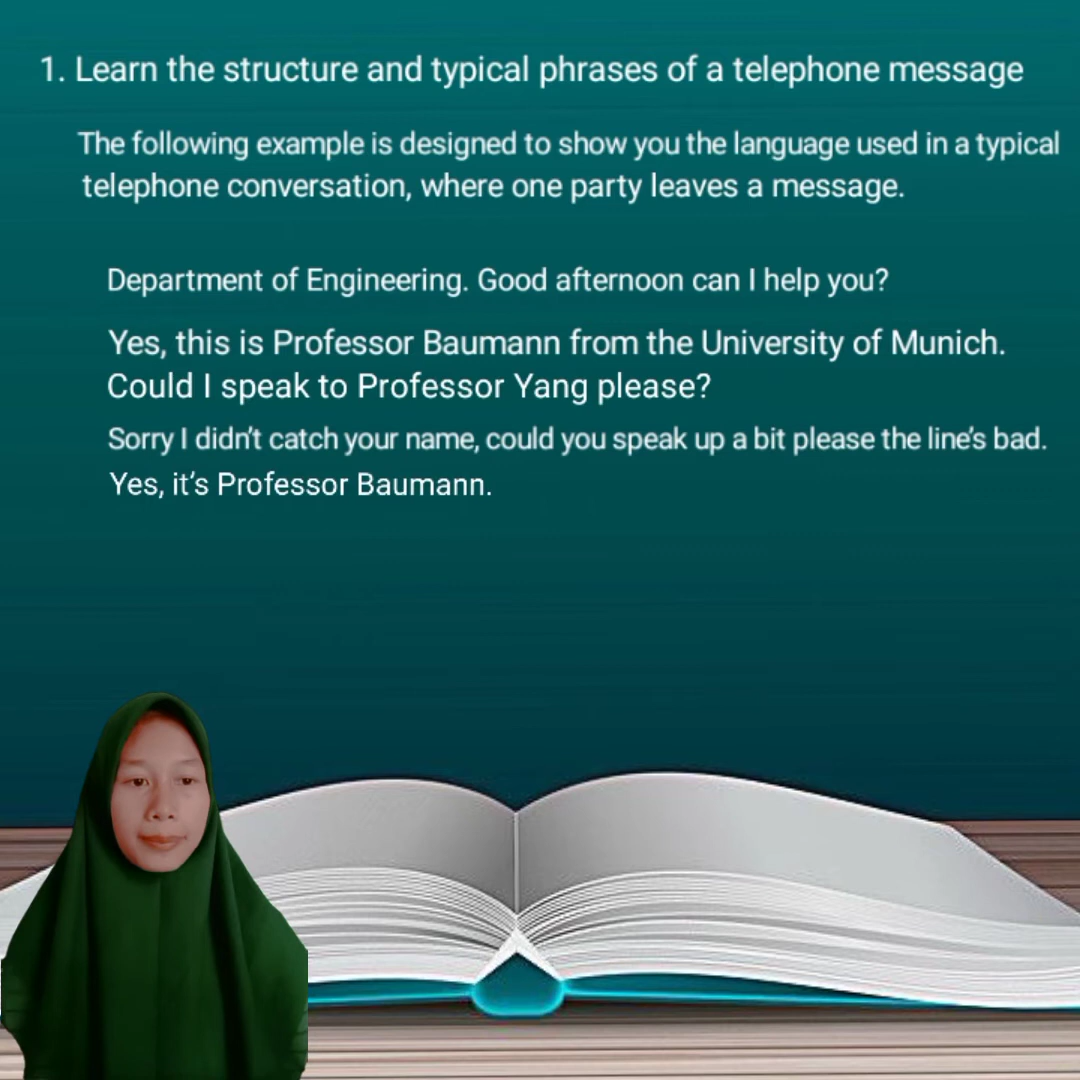 1. Learn the structure and typical phrases of a telephone message
The following example is designed to show you the language used in a typical
telephone conversation, where one party leaves a message.
Department of Engineering. Good afternoon can I help you?
Yes, this is Professor Baumann from the University of Munich.
Could I speak to Professor Yang please?
Sorry I didn’t catch your name, could you speak up a bit please the line’s bad.
Yes, it’s Professor Baumann.